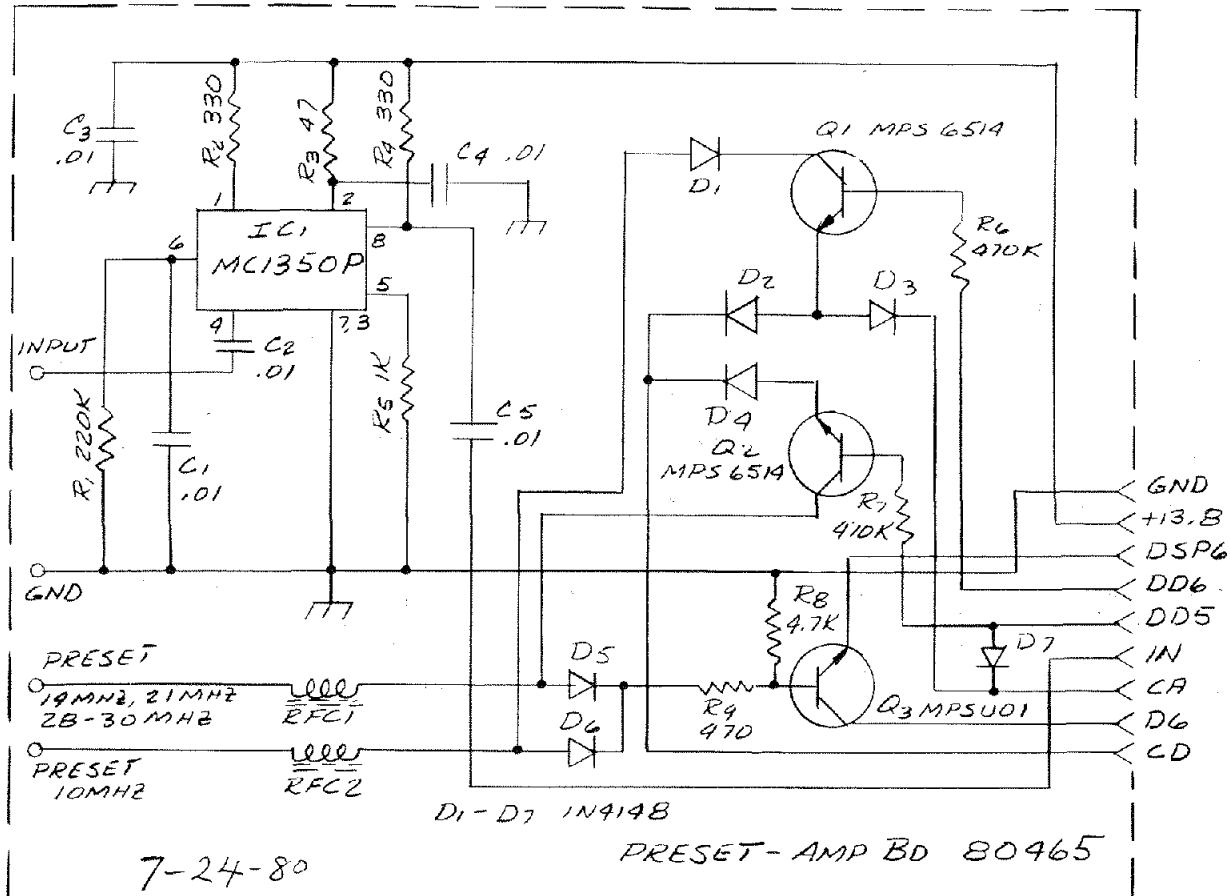 C3
.01
R2 330
R3 47
R4 330
C4 .01
Q1 MPS 6514
D1
1
2
IC1
MC1350P
6
8
5
4
7,3
R6
470K
D2
D3
INPUT
C2
.01
R5 1K
R1 220K
C1
.01
C5
.01
D4
Q2
MPS 6514
R7
470K
GND
+13.8
DSP6
DD6
DD5
IN
CA
D6
CD
GND
R8
4.7K
D7
PRESET
14MHZ, 21MHZ
28-30MHZ
RFC1
D5
D6
R9
470
Q3 MPSU01
PRESET
10MHZ
RFC2
D1-D7 1N4148
7-24-80
PRESET-AMP BD 80465